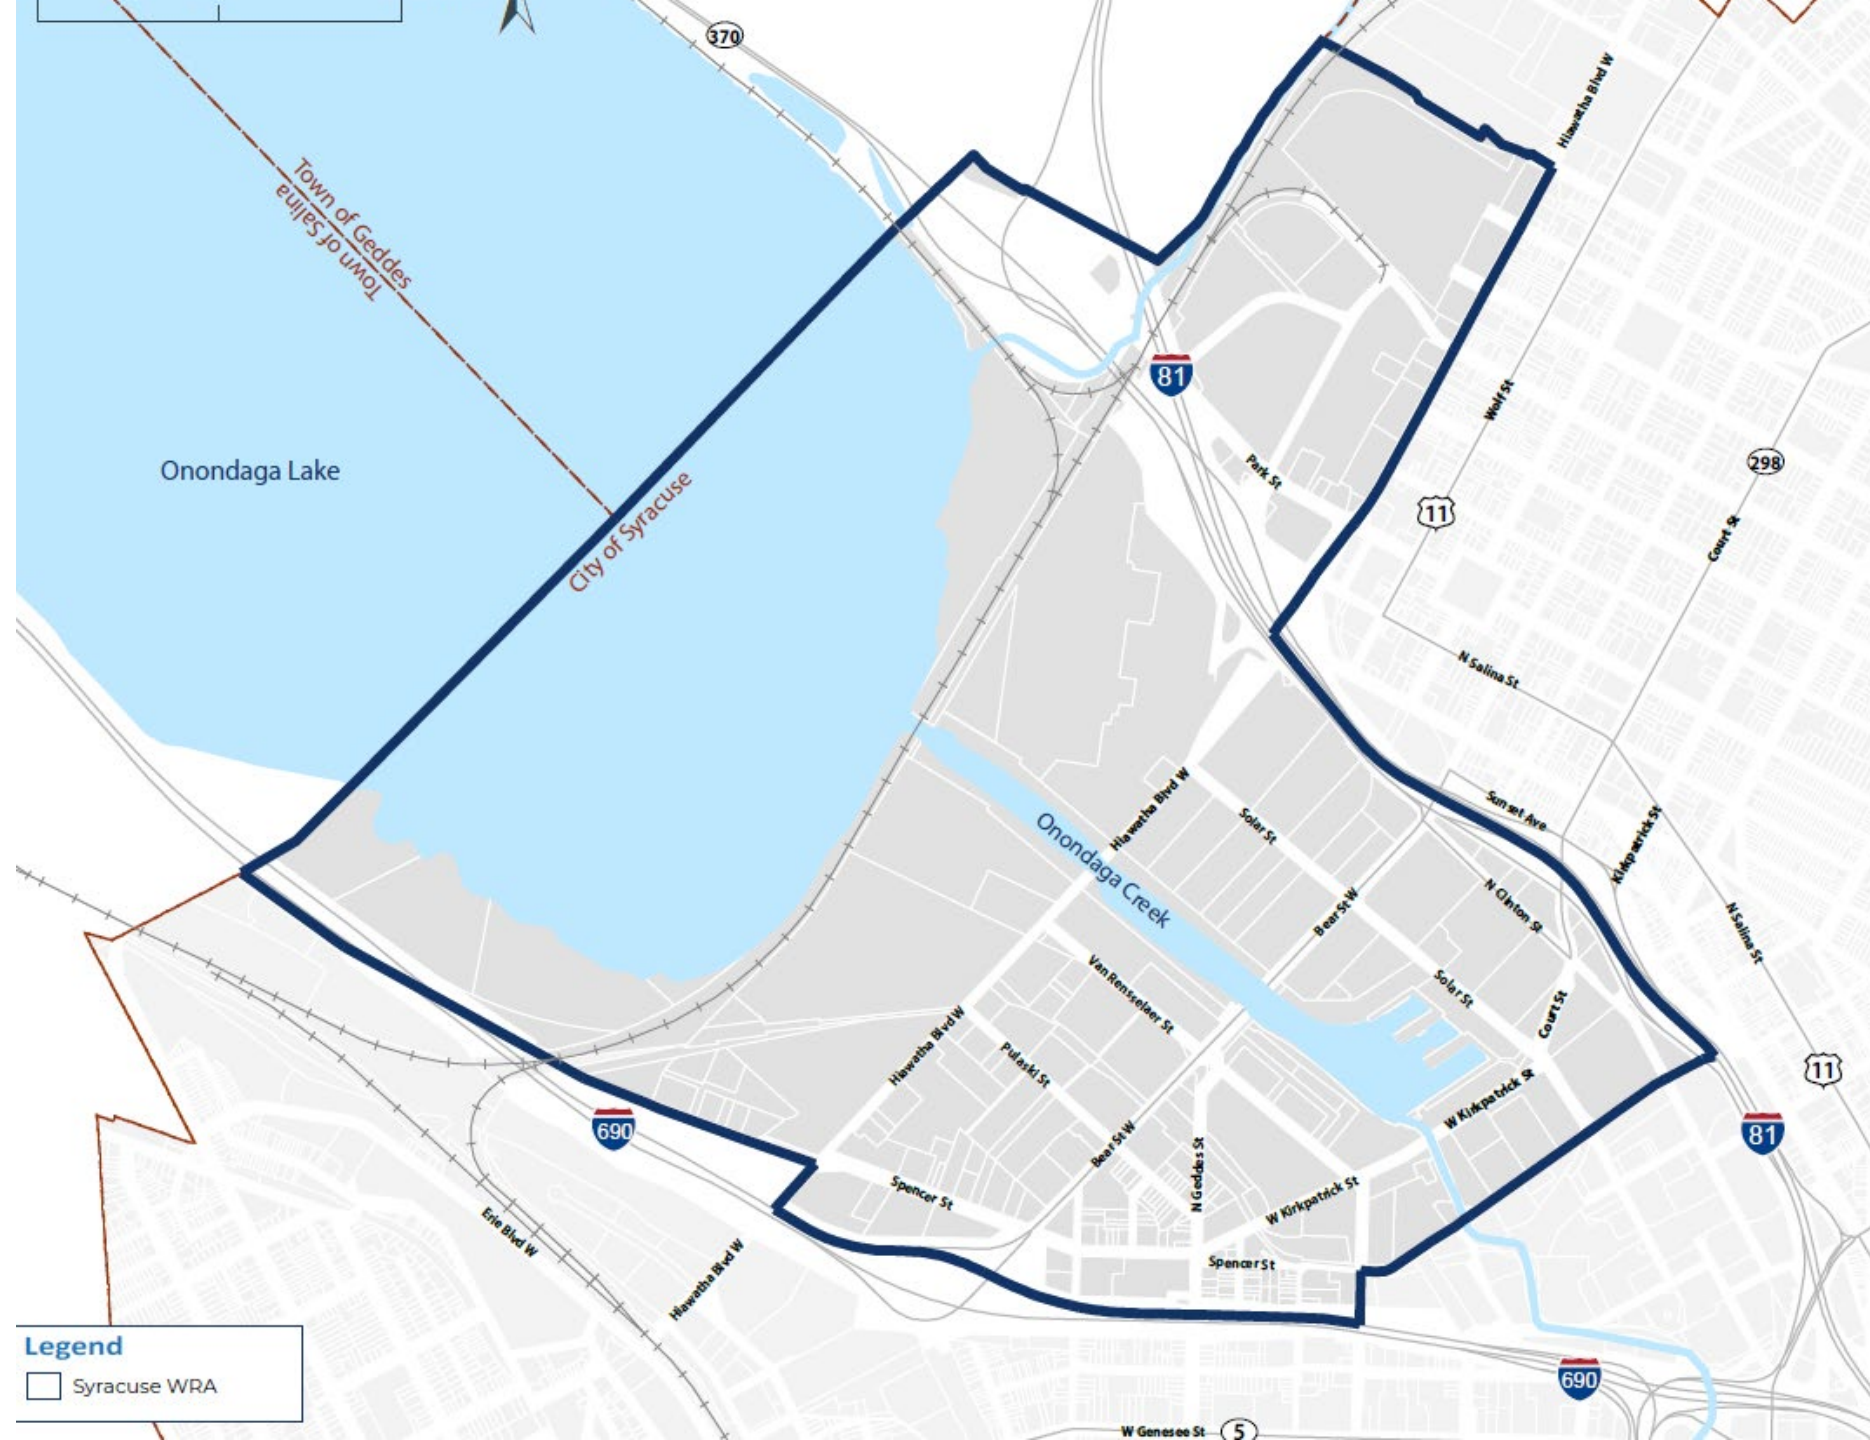 370
Hiawatha Blvd W
Town of Geddes
Town of Salina
81
Wolf St
298
Park St
Onondaga Lake
City of Syracuse
11
Court St
N Salina St
Hiawatha Blvd W
Solar St
Sunset Ave
Kirkpatrick St
Onondaga Creek
Bear St W
N Clinton St
N Salina St
Van Rensselaer St
Solar St
Court St
Hiawatha Blvd W
Pulaski St
11
W Kirkpatrick St
690
81
Bear St W
N Geddes St
Spencer St
W Kirkpatrick St
Erie Blvd W
Hiawatha Blvd W
Spencer St
Legend
Syracuse WRA
690
W Genesee St
5